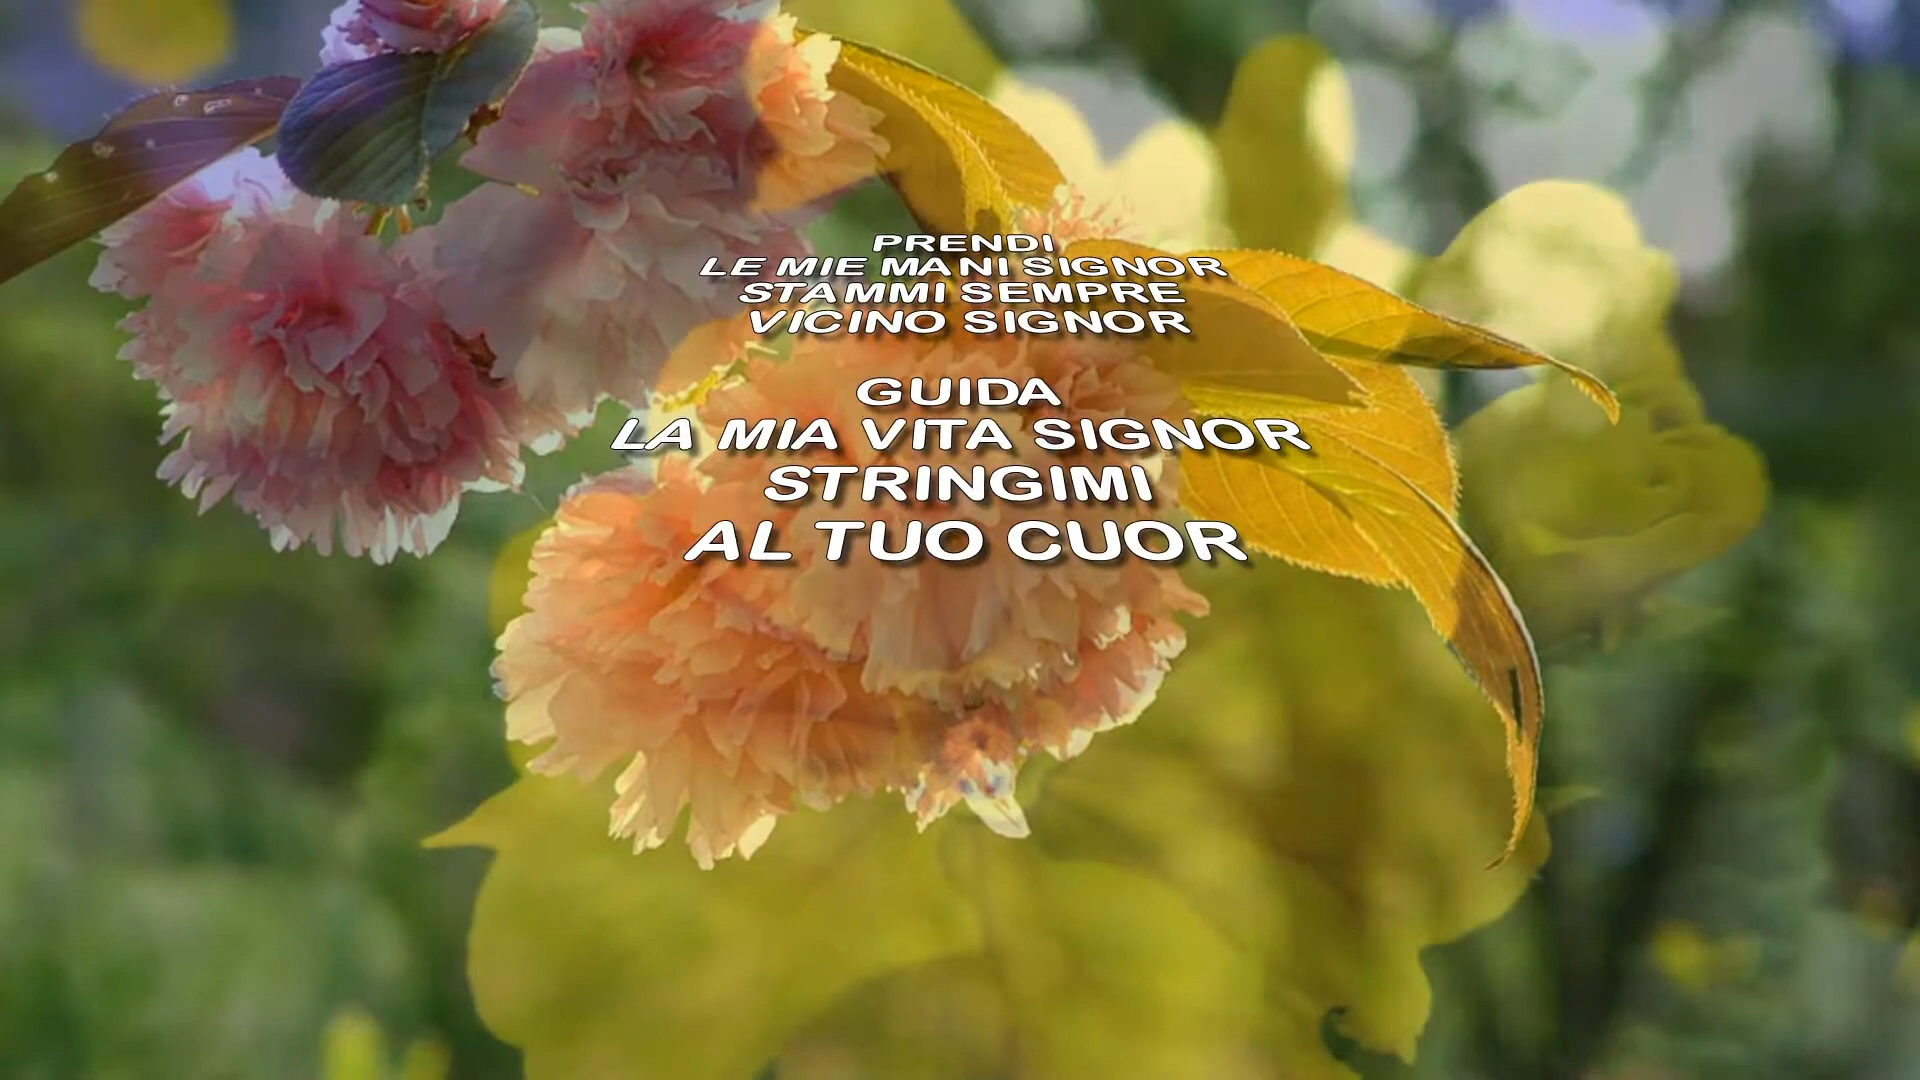 PRENDI
LE MIE MANI SIGNOR
STAMMI SEMPRE
VICINO SIGNOR
GUIDA
LA MIA VITA SIGNOR
STRINGIMI
AL TUO CUOR